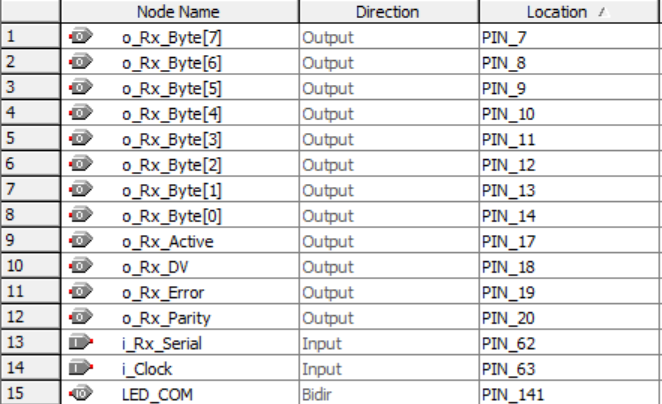 Node Name Direction Location
1 o_Rx_Byte[7] Output PIN_7
2 o_Rx_Byte[6] Output PIN_8
3 o_Rx_Byte[5] Output PIN_9
4 o_Rx_Byte[4] Output PIN_10
5 o_Rx_Byte[3] Output PIN_11
6 o_Rx_Byte[2] Output PIN_12
7 o_Rx_Byte[1] Output PIN_13
8 o_Rx_Byte[0] Output PIN_14
9 o_Rx_Active Output PIN_17
10 o_Rx_DV Output PIN_18
11 o_Rx_Error Output PIN_19
12 o_Rx_Parity Output PIN_20
13 i_Rx_Serial Input PIN_62
14 i_Clock Input PIN_63
15 LED_COM Bidir PIN_141